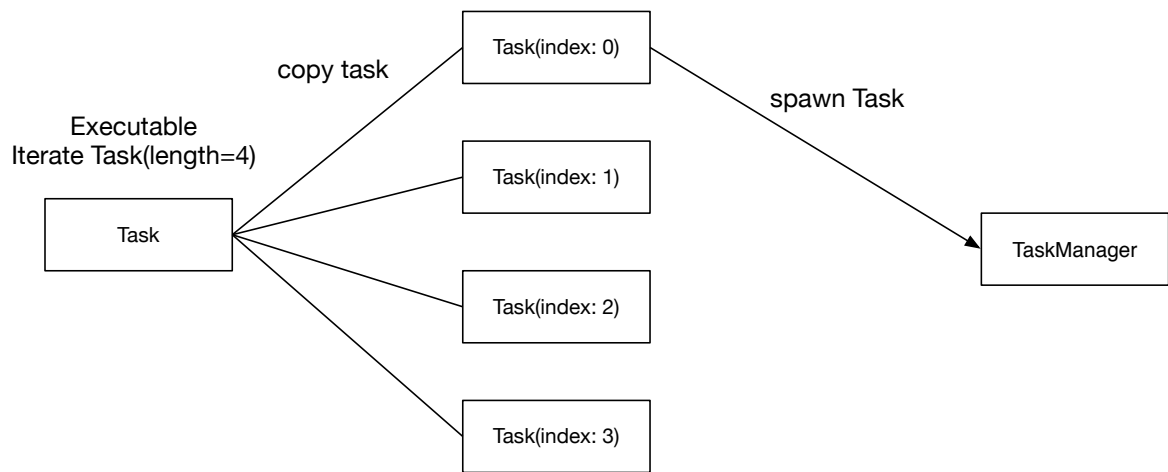 Task(index: 0)
copy task
spawn Task
Executable
Iterate Task(length=4)
Task(index: 1)
Task
TaskManager
Task(index: 2)
Task(index: 3)